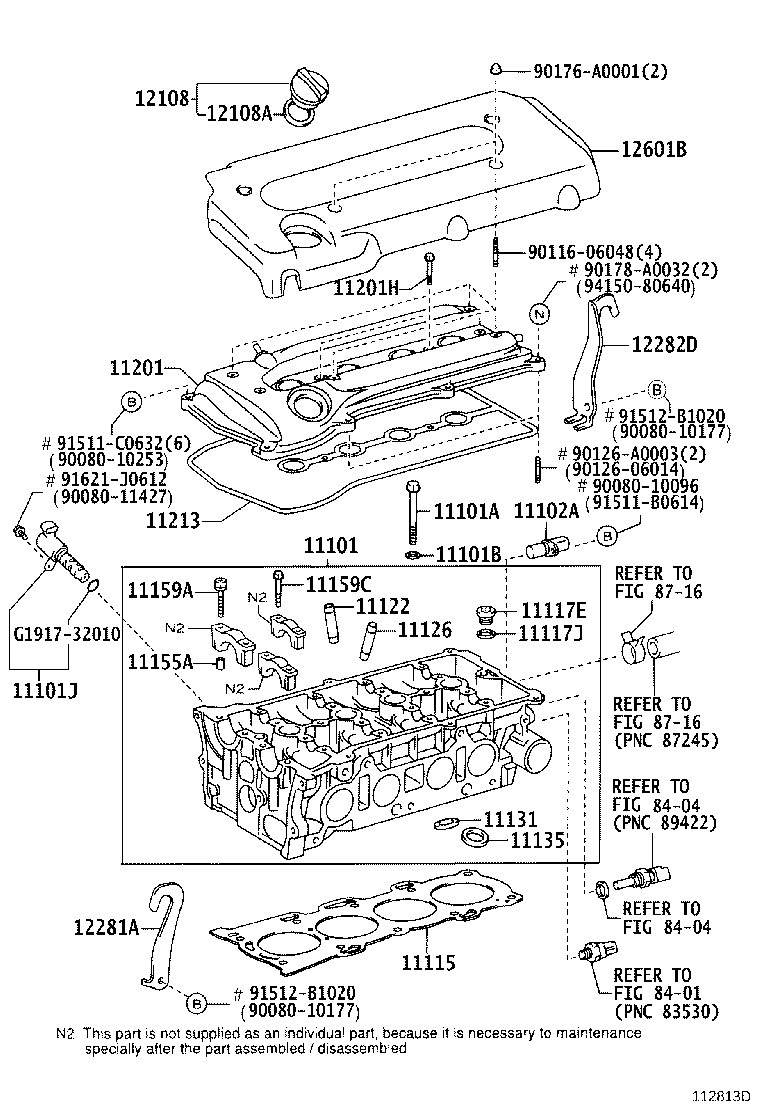 90176-A0001(2)
12108
12108A
12601B
90116-06048(4)
# 90178-A0032(2)
(94150-80640)
11201H
N
12282D
11201
B
B
# 91512-B1020
(90080-10177)
# 91511-C0632(6)
(90080-10253)
# 91621-J0612
(90080-11427)
# 90126-A0003(2)
(90126-06014)
# 90080-10096
(91511-B0614)
11213
11101A
11102A
B
11101
11101B
REFER TO
FIG 87-16
11159A
11159C
N2
11122
11117E
G1917-32010
N2
11126
11117J
11155A
N2
11101J
REFER TO
FIG 87-16
(PNC 87245)
REFER TO
FIG 84-04
(PNC 89422)
11131
11135
12281A
REFER TO
FIG 84-04
11115
REFER TO
FIG 84-01
(PNC 83530)
B
# 91512-B1020
(90080-10177)
N2 This part is not supplied as an individual part, because it is necessary to maintenance
specially after the part assembled / disassembled
112813D